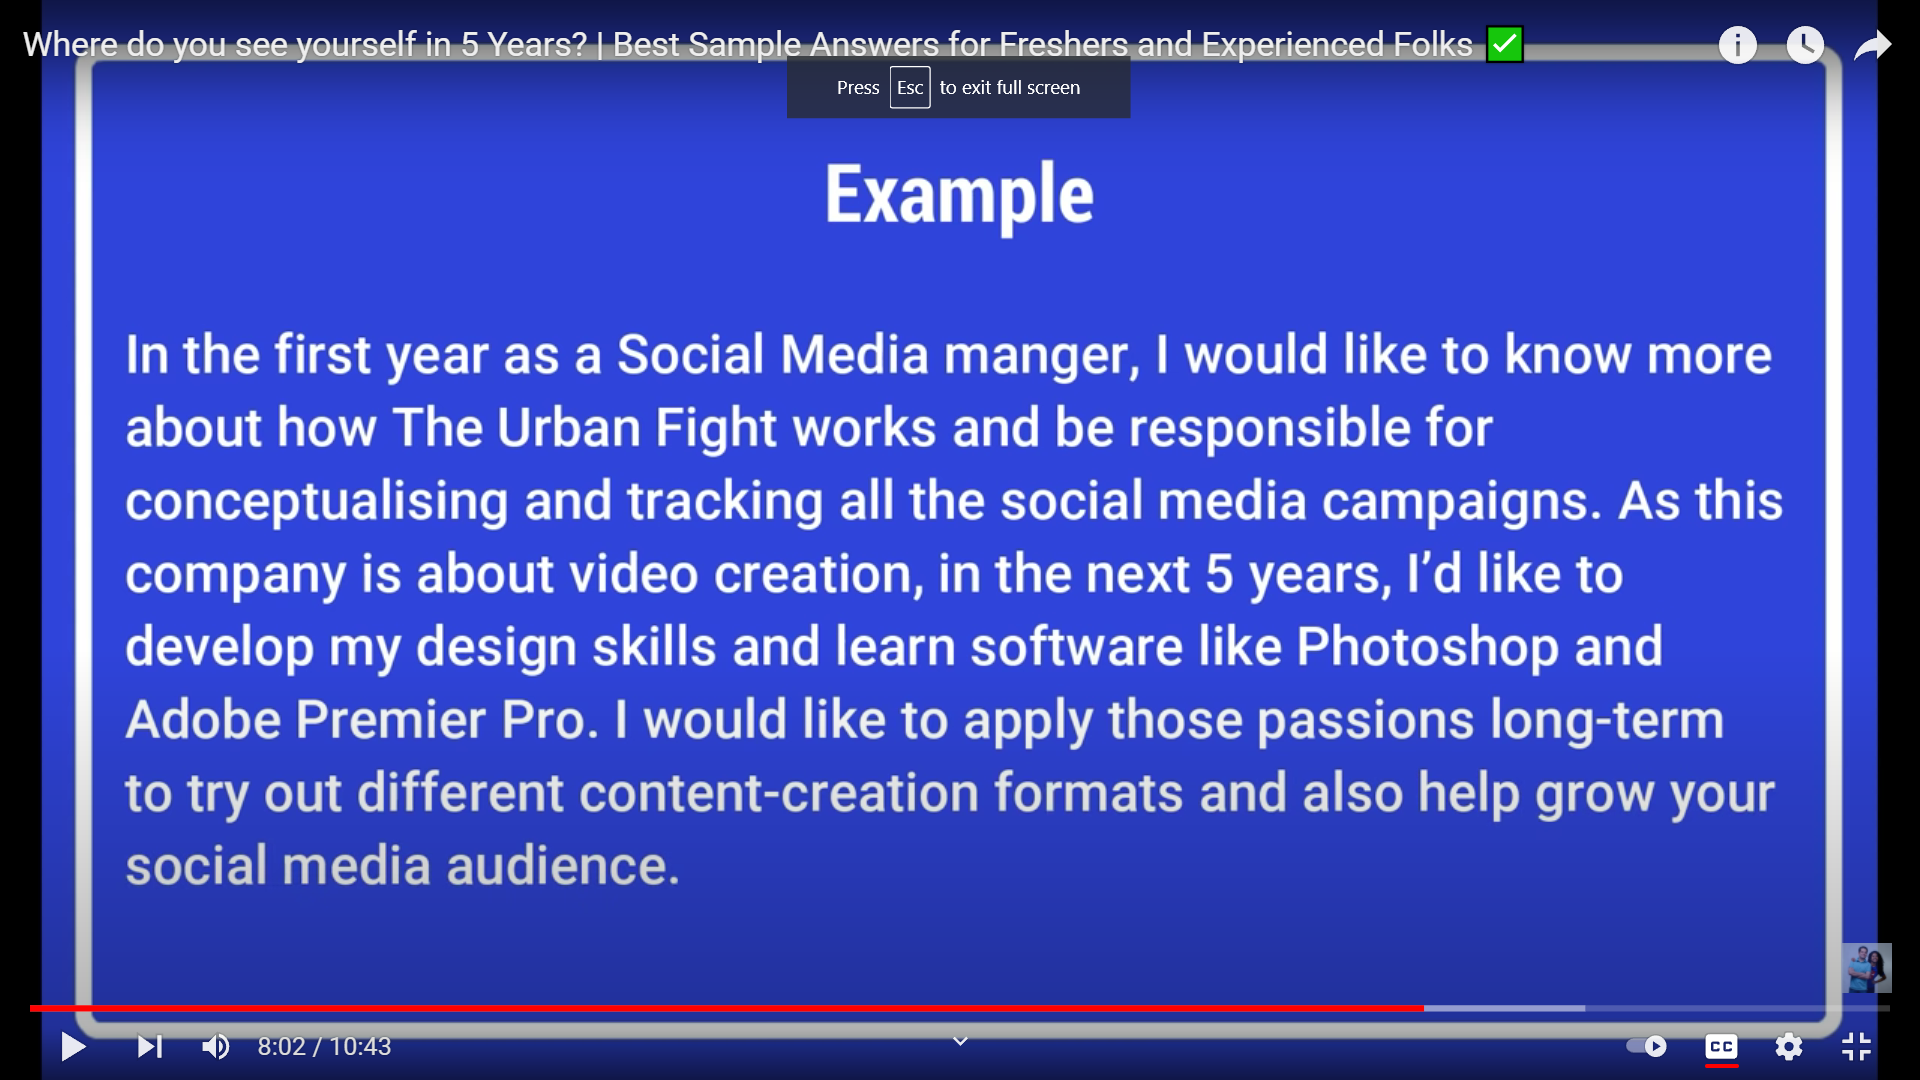 Where do you see yourself in 5 Years? | Best Sample Answers for Freshers and Experienced Folks ✅
Press Esc to exit full screen
Example
In the first year as a Social Media manger, I would like to know more
about how The Urban Fight works and be responsible for
conceptualising and tracking all the social media campaigns. As this
company is about video creation, in the next 5 years, I’d like to
develop my design skills and learn software like Photoshop and
Adobe Premier Pro. I would like to apply those passions long-term
to try out different content-creation formats and also help grow your
social media audience.
8:02 / 10:43
CC